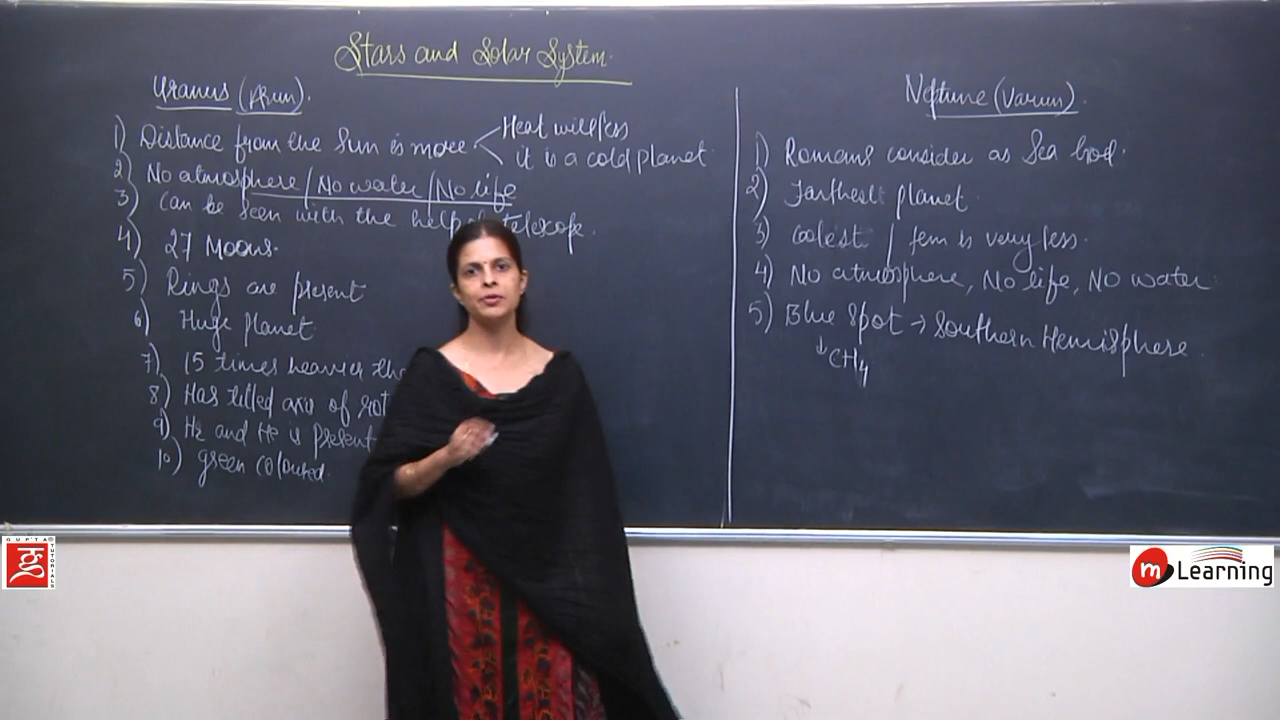 Stars and Solar System.
Uranus (Arun).
1) Distance from the Sun is more
Heat will less
it is a cold planet
2) No atmosphere / No water / No life
3) can be seen with the help of telescope.
4) 27 Moons.
5) Rings are present
6) Huge planet
7) 15 times heavier
8) Has tilted axis of
9) H2 and He is present
10) green coloured.
Neptune (Varun).
1) Romans consider as Sea God.
2) Farthest planet
3) coolest / tem is very less.
4) No atmosphere, No life, No water
5) Blue Spot → Southern Hemisphere.
↓
CH4
GUPTA TUTORIALS
m Learning